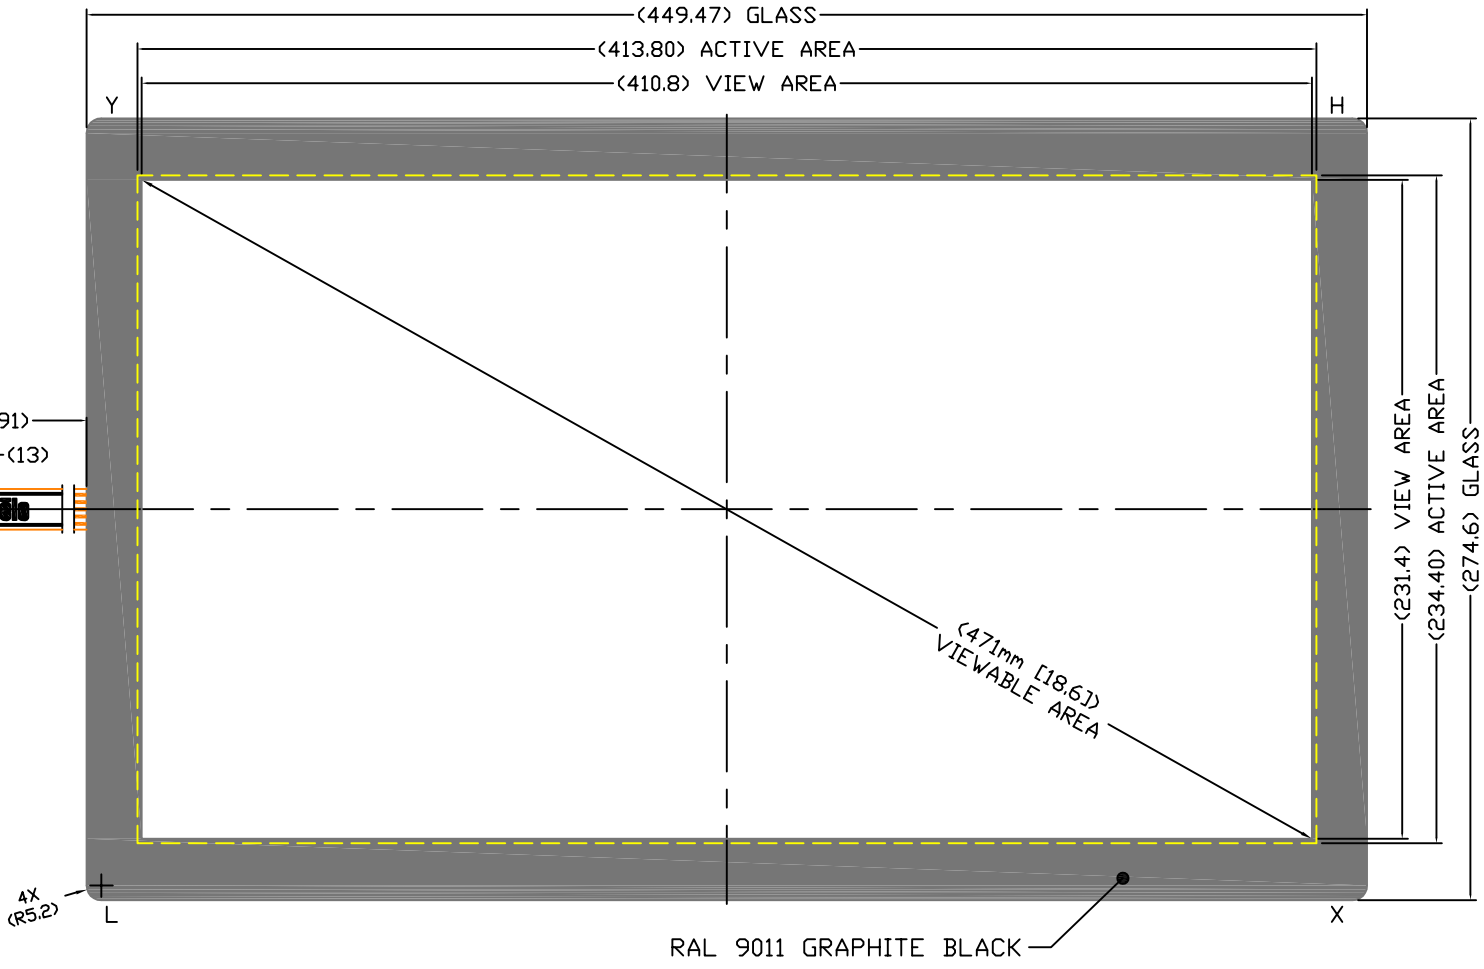 (449.47) GLASS
(413.80) ACTIVE AREA
(410.8) VIEW AREA
Y
H
91)
(13)
(231.4) VIEW AREA
(234.40) ACTIVE AREA
(274.6) GLASS
(471mm [18.6])
VIEWABLE AREA
4X
(R5.2)
L
X
RAL 9011 GRAPHITE BLACK